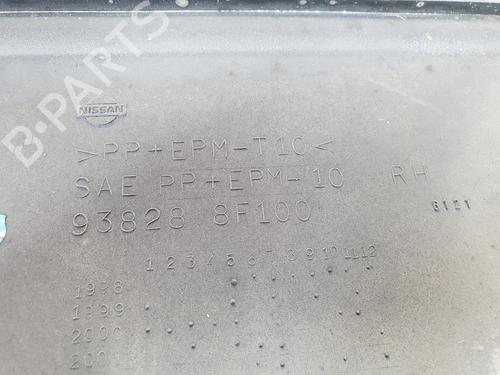 NISSAN
>PP+EPM-T10<
SAE PP+EPM-10 RH
93828 8F100
1 2 3 4 5 6 7 8 9 10 11 12
1998
1999
2000
B-PARTS
B-PARTS